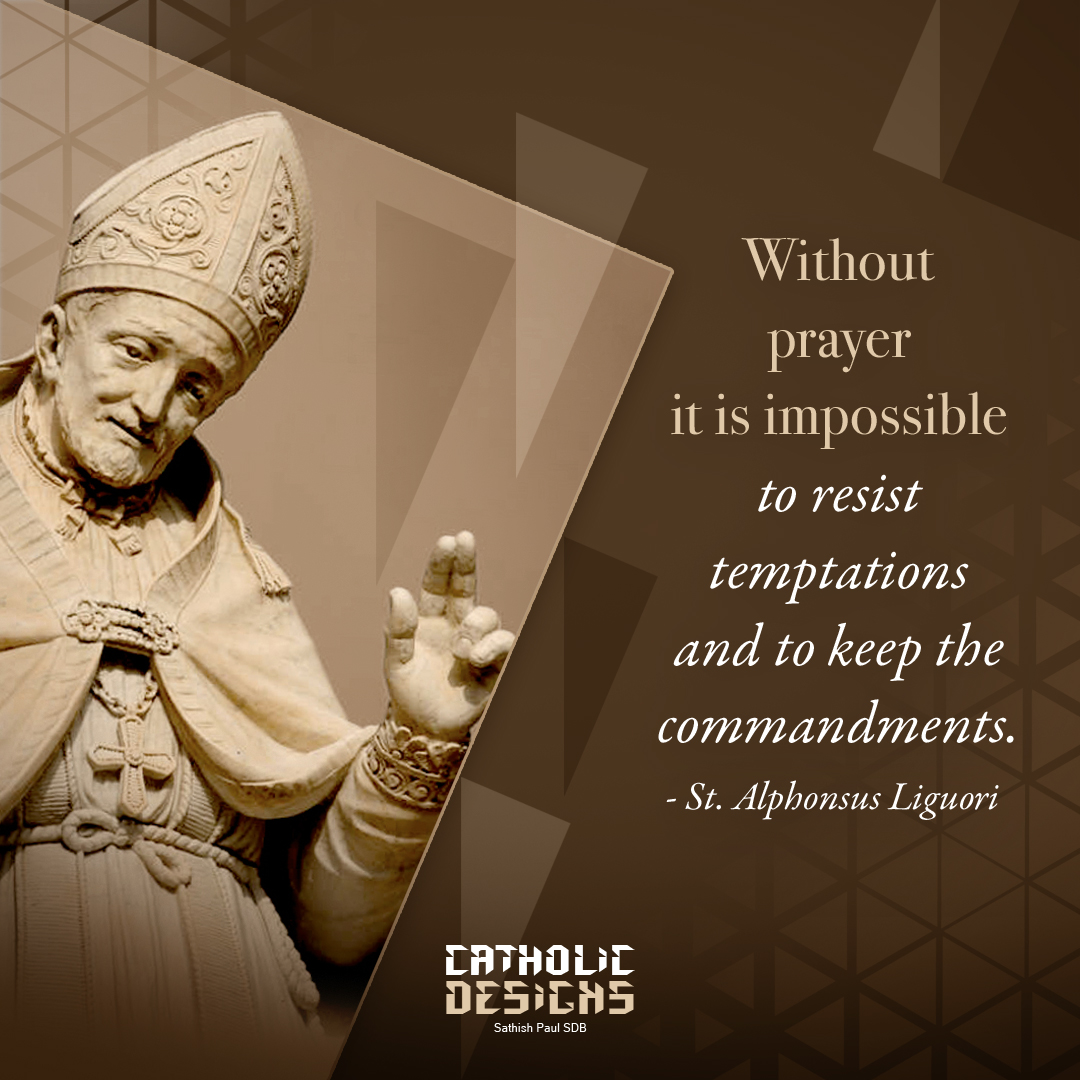 Without
prayer
it is impossible
to resist
temptations
and to keep the
commandments.
- St. Alphonsus Liguori
CATHOLIC
DESIGNS
Sathish Paul SDB